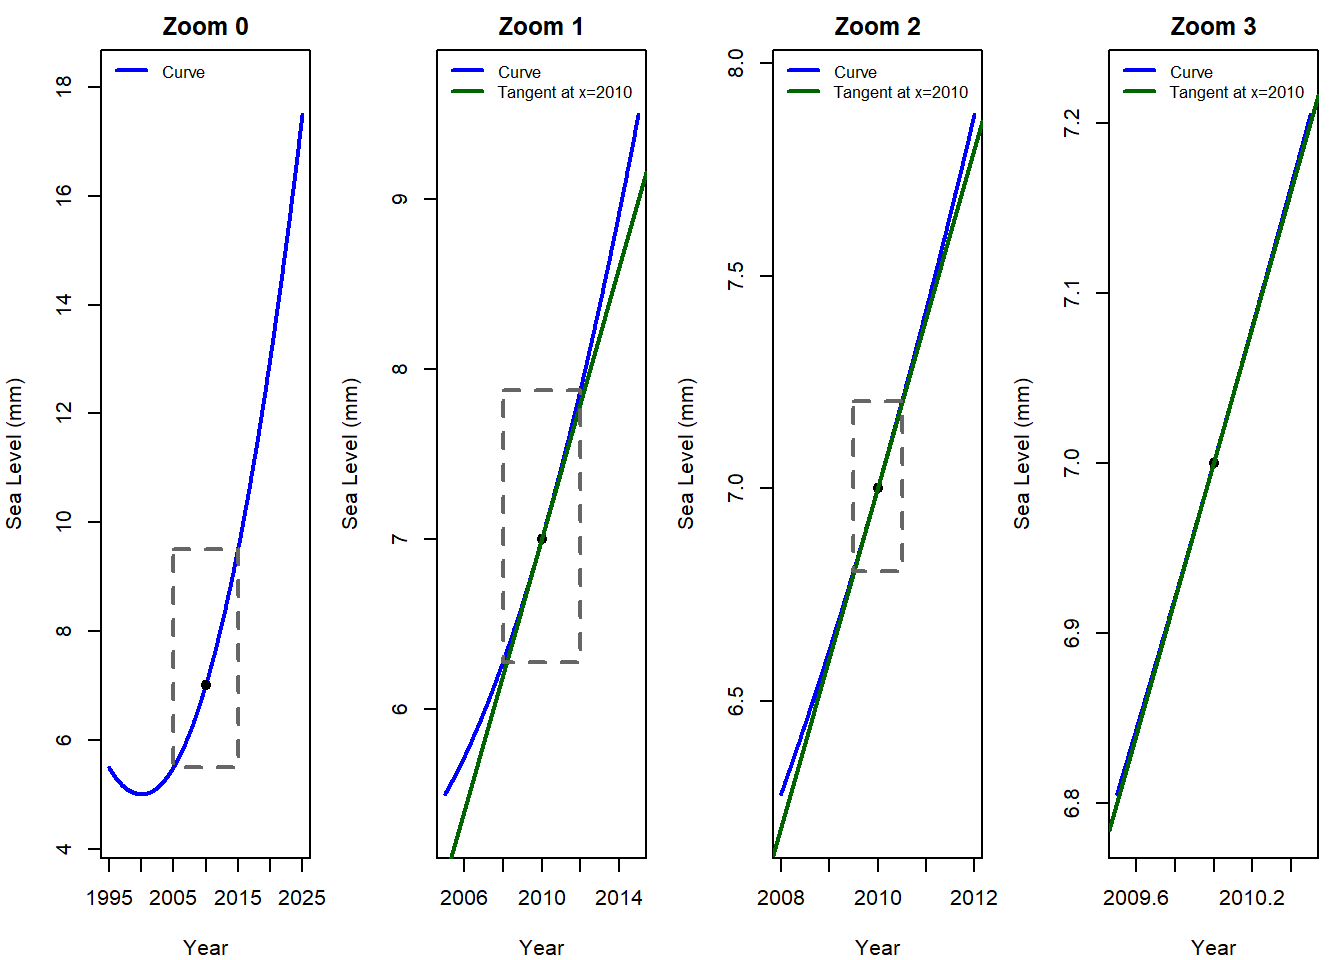 Zoom 0
Curve
18
16
14
12
10
8
6
4
Sea Level (mm)
1995 2005 2015 2025
Year
Zoom 1
Curve
Tangent at x=2010
9
8
7
6
Sea Level (mm)
2006 2010 2014
Year
Zoom 2
Curve
Tangent at x=2010
8.0
7.5
7.0
6.5
Sea Level (mm)
2008 2010 2012
Year
Zoom 3
Curve
Tangent at x=2010
7.2
7.1
7.0
6.9
6.8
Sea Level (mm)
2009.6 2010.2
Year